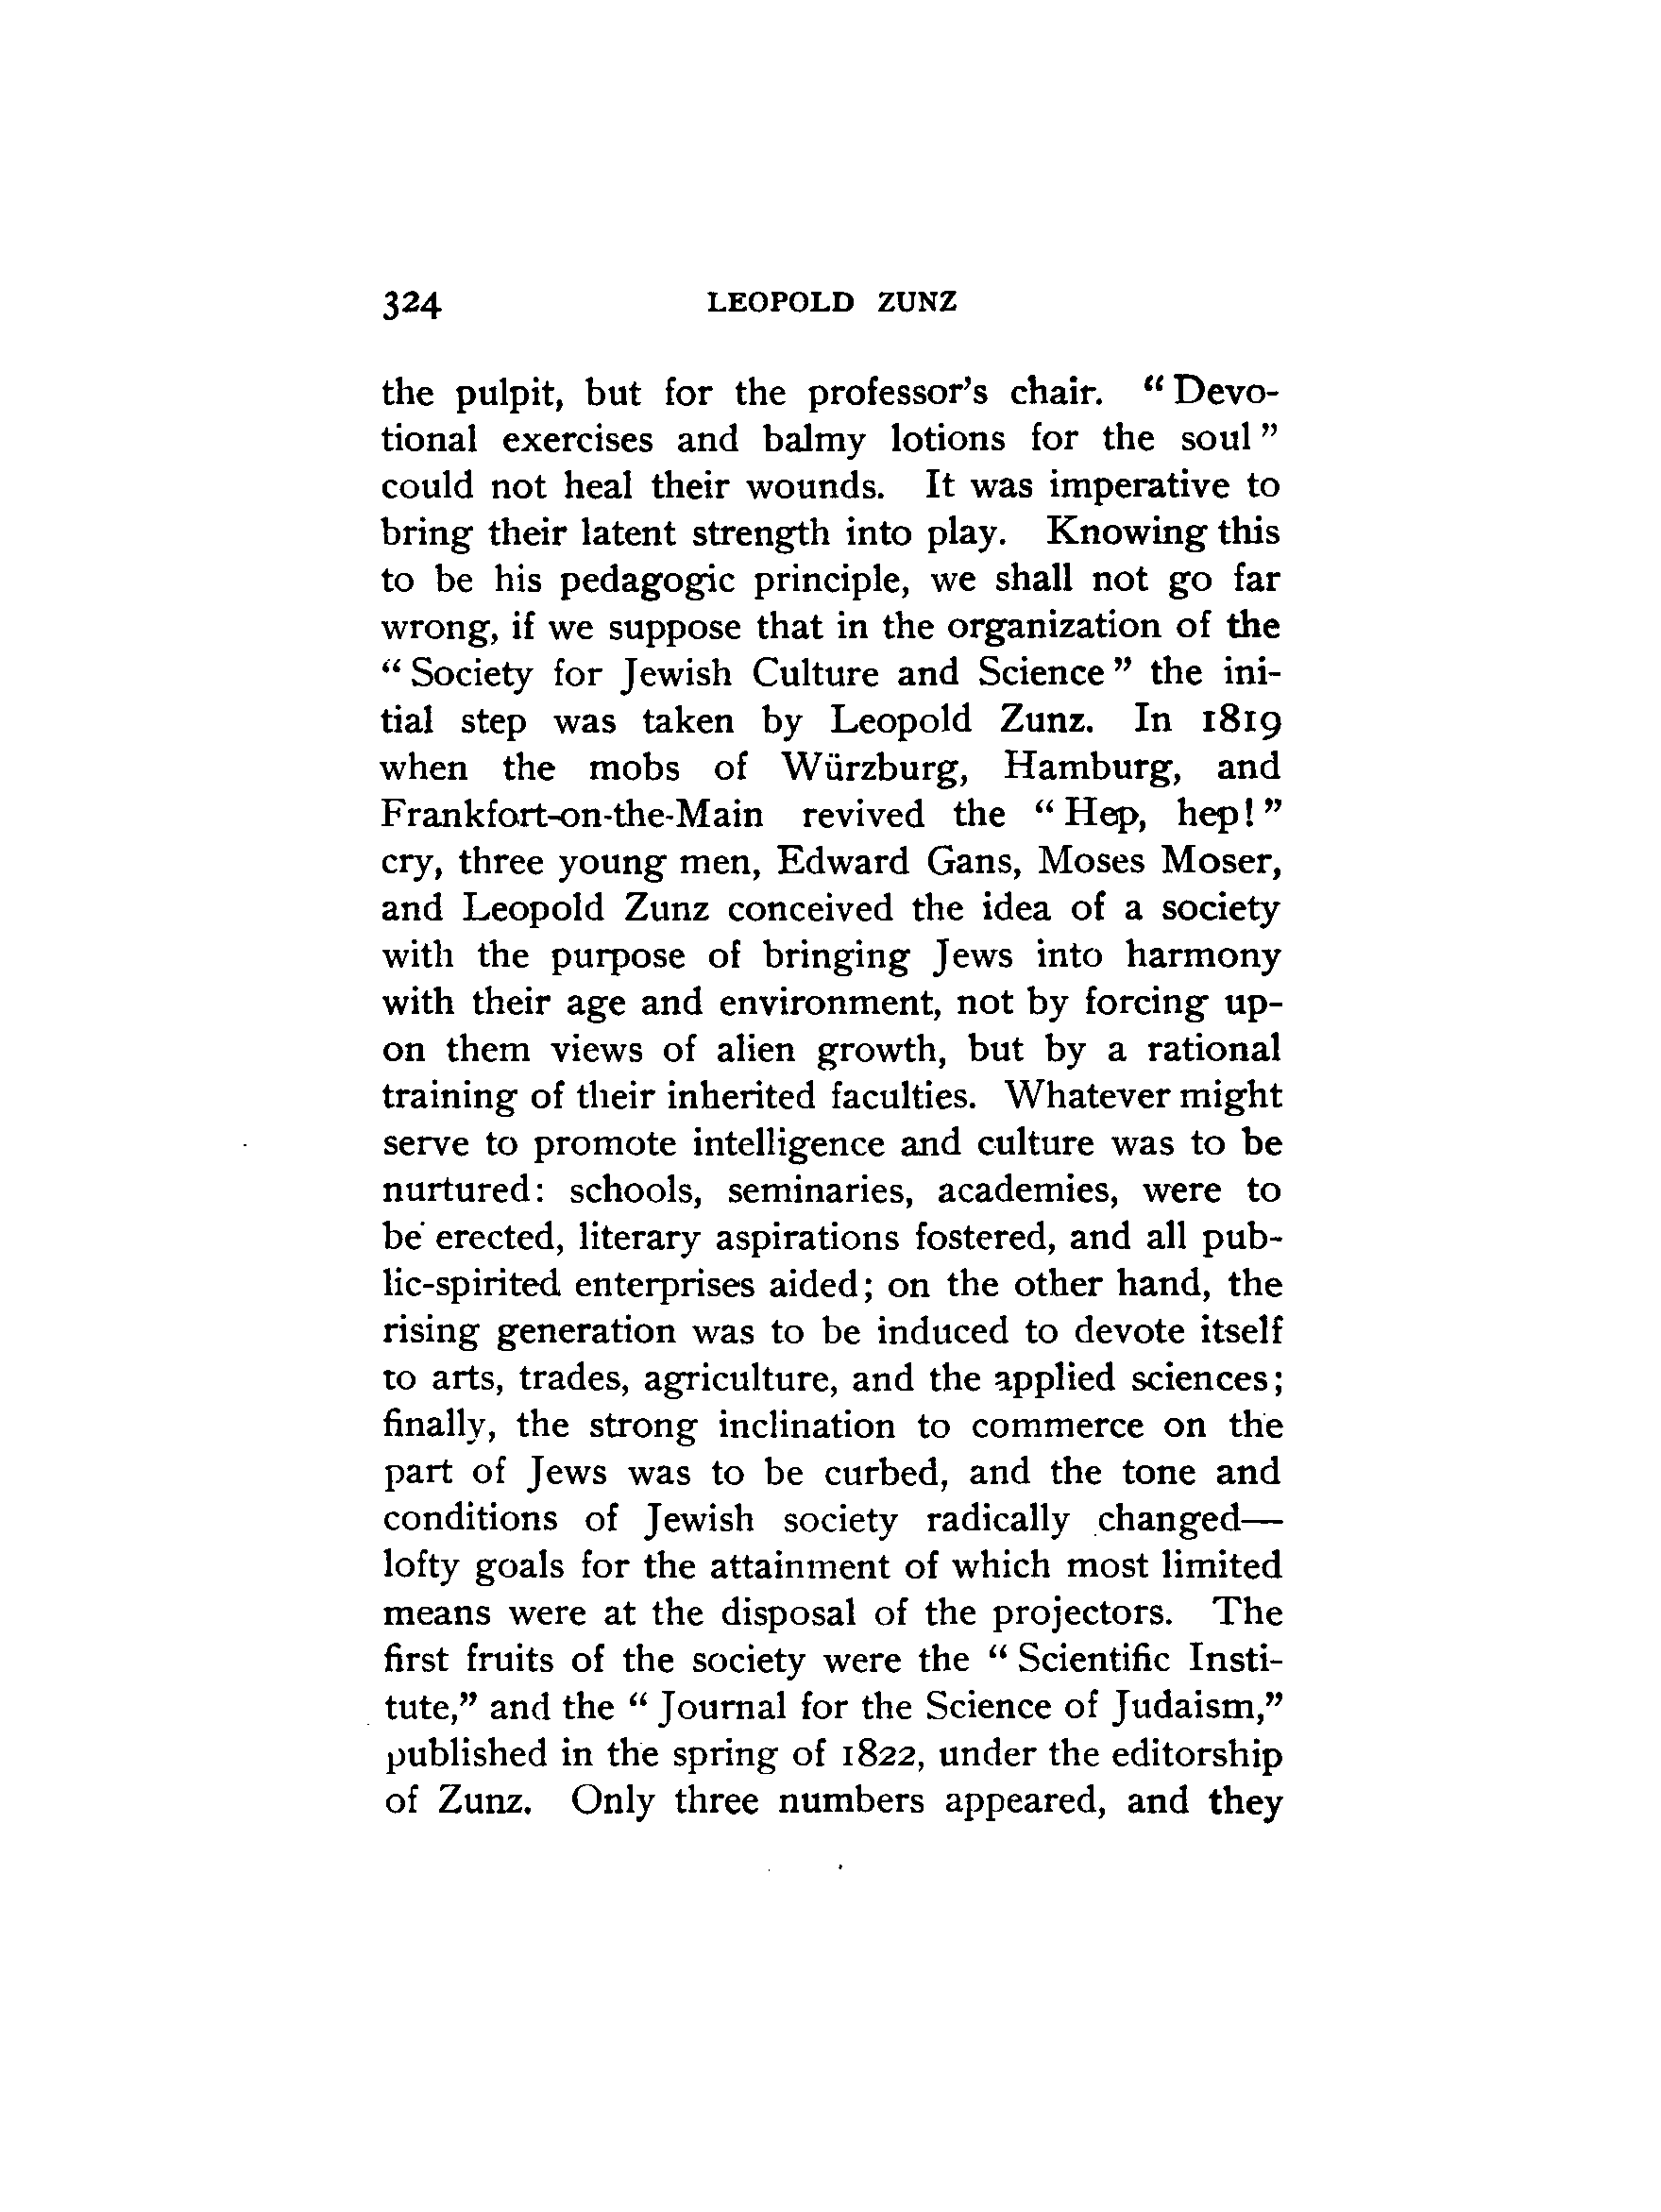 324 LEOPOLD ZUNZ
the pulpit, but for the professor's chair. “ Devo-
tional exercises and balmy lotions for the soul ”
could not heal their wounds. It was imperative to
bring their latent strength into play. Knowing this
to be his pedagogic principle, we shall not go far
wrong, if we suppose that in the organization of the
“ Society for Jewish Culture and Science ” the ini-
tial step was taken by Leopold Zunz. In 1819
when the mobs of Würzburg, Hamburg, and
Frankfort-on-the-Main revived the “ Hep, hep! ”
cry, three young men, Edward Gans, Moses Moser,
and Leopold Zunz conceived the idea of a society
with the purpose of bringing Jews into harmony
with their age and environment, not by forcing up-
on them views of alien growth, but by a rational
training of their inherited faculties. Whatever might
serve to promote intelligence and culture was to be
nurtured: schools, seminaries, academies, were to
be erected, literary aspirations fostered, and all pub-
lic-spirited enterprises aided; on the other hand, the
rising generation was to be induced to devote itself
to arts, trades, agriculture, and the applied sciences;
finally, the strong inclination to commerce on the
part of Jews was to be curbed, and the tone and
conditions of Jewish society radically changed—
lofty goals for the attainment of which most limited
means were at the disposal of the projectors. The
first fruits of the society were the “ Scientific Insti-
tute,” and the “ Journal for the Science of Judaism,”
published in the spring of 1822, under the editorship
of Zunz. Only three numbers appeared, and they